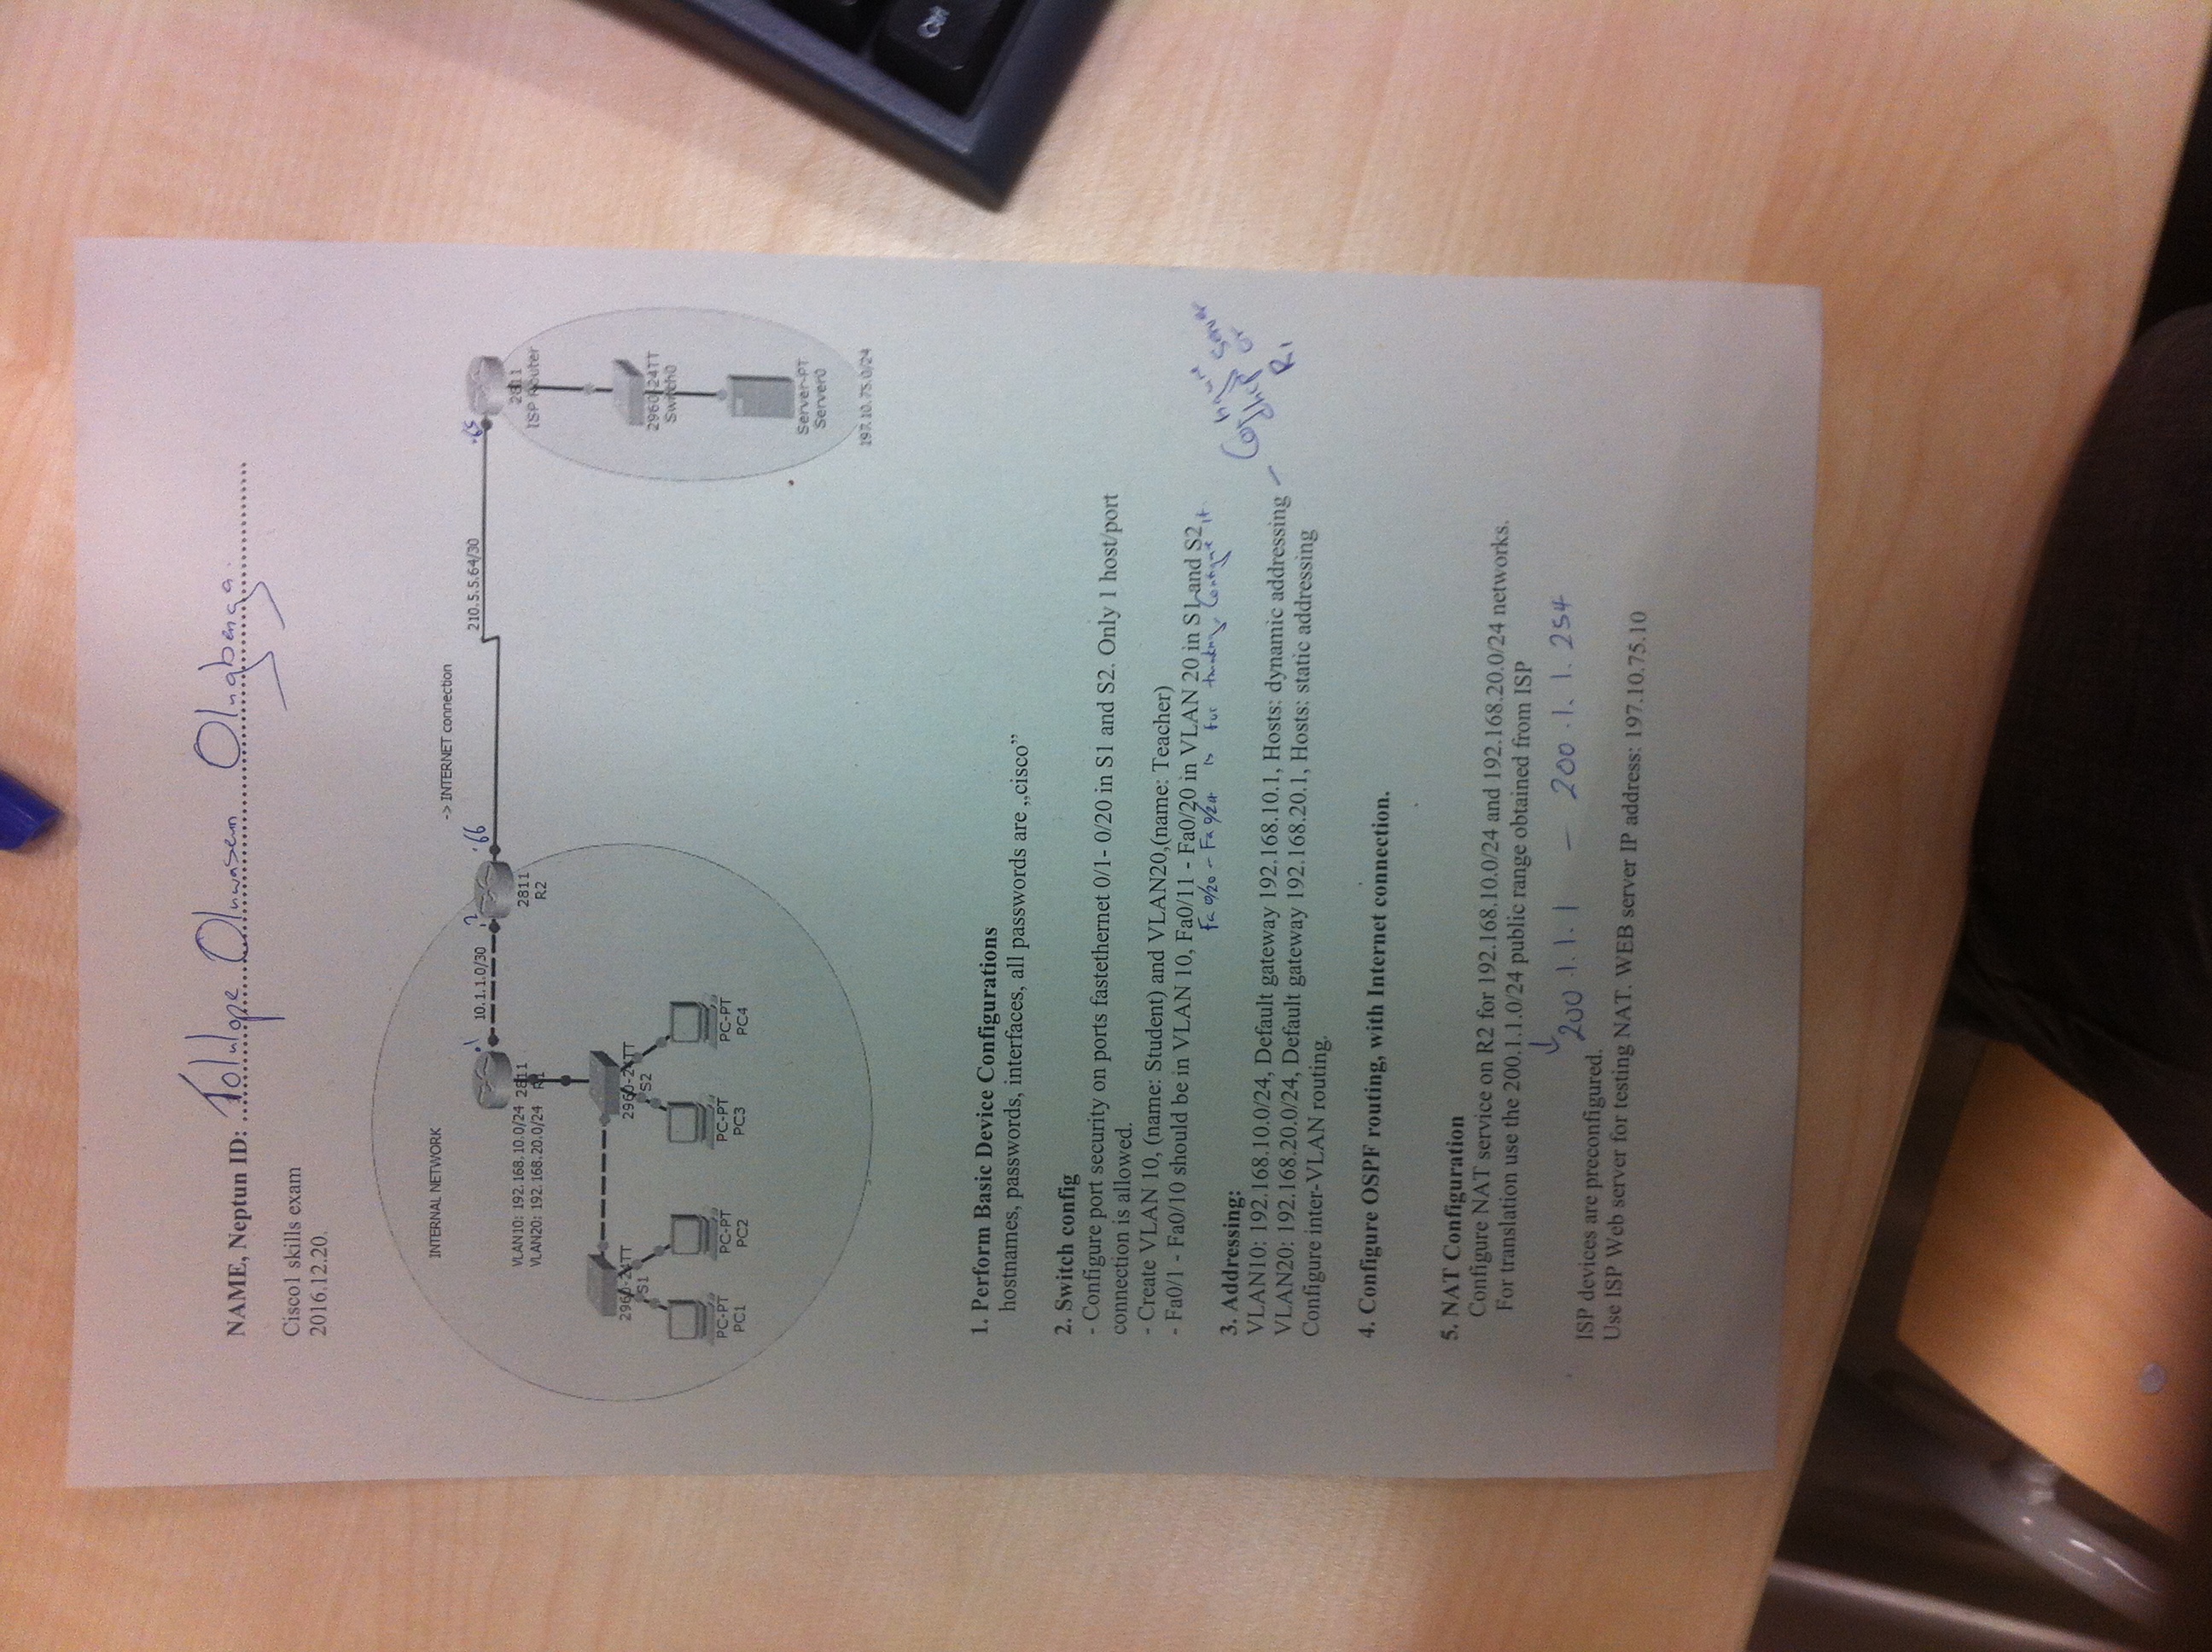 NAME, Neptun ID: Tolulope Oluwaseun Olugbenga
Cisco1 skills exam
2016.12.20.
INTERNAL NETWORK
-> INTERNET connection
.1 10.1.1.0/30 .2
.66 210.5.5.64/30 .65
VLAN10: 192.168.10.0/24
VLAN20: 192.168.20.0/24
2811
R1
2811
R2
2811
ISP Router
2960-24TT
S1
2960-24TT
S2
2960-24TT
Switch0
PC-PT
PC1
PC-PT
PC2
PC-PT
PC3
PC-PT
PC4
Server-PT
Server0
197.10.75.0/24
1. Perform Basic Device Configurations
hostnames, passwords, interfaces, all passwords are „cisco”
2. Switch config
- Configure port security on ports fastethernet 0/1- 0/20 in S1 and S2. Only 1 host/port
connection is allowed.
- Create VLAN 10, (name: Student) and VLAN20,(name: Teacher)
- Fa0/1 - Fa0/10 should be in VLAN 10, Fa0/11 - Fa0/20 in VLAN 20 in S1 and S2
Fa 0/20 - Fa 0/24 is for trunking. Configure it
3. Addressing:
VLAN10: 192.168.10.0/24, Default gateway 192.168.10.1, Hosts: dynamic addressing
- Configure
dhcp server
on
R1
VLAN20: 192.168.20.0/24, Default gateway 192.168.20.1, Hosts: static addressing
Configure inter-VLAN routing.
4. Configure OSPF routing, with Internet connection.
5. NAT Configuration
Configure NAT service on R2 for 192.168.10.0/24 and 192.168.20.0/24 networks.
For translation use the 200.1.1.0/24 public range obtained from ISP
200.1.1.1 - 200.1.1.254
ISP devices are preconfigured.
Use ISP Web server for testing NAT. WEB server IP address: 197.10.75.10